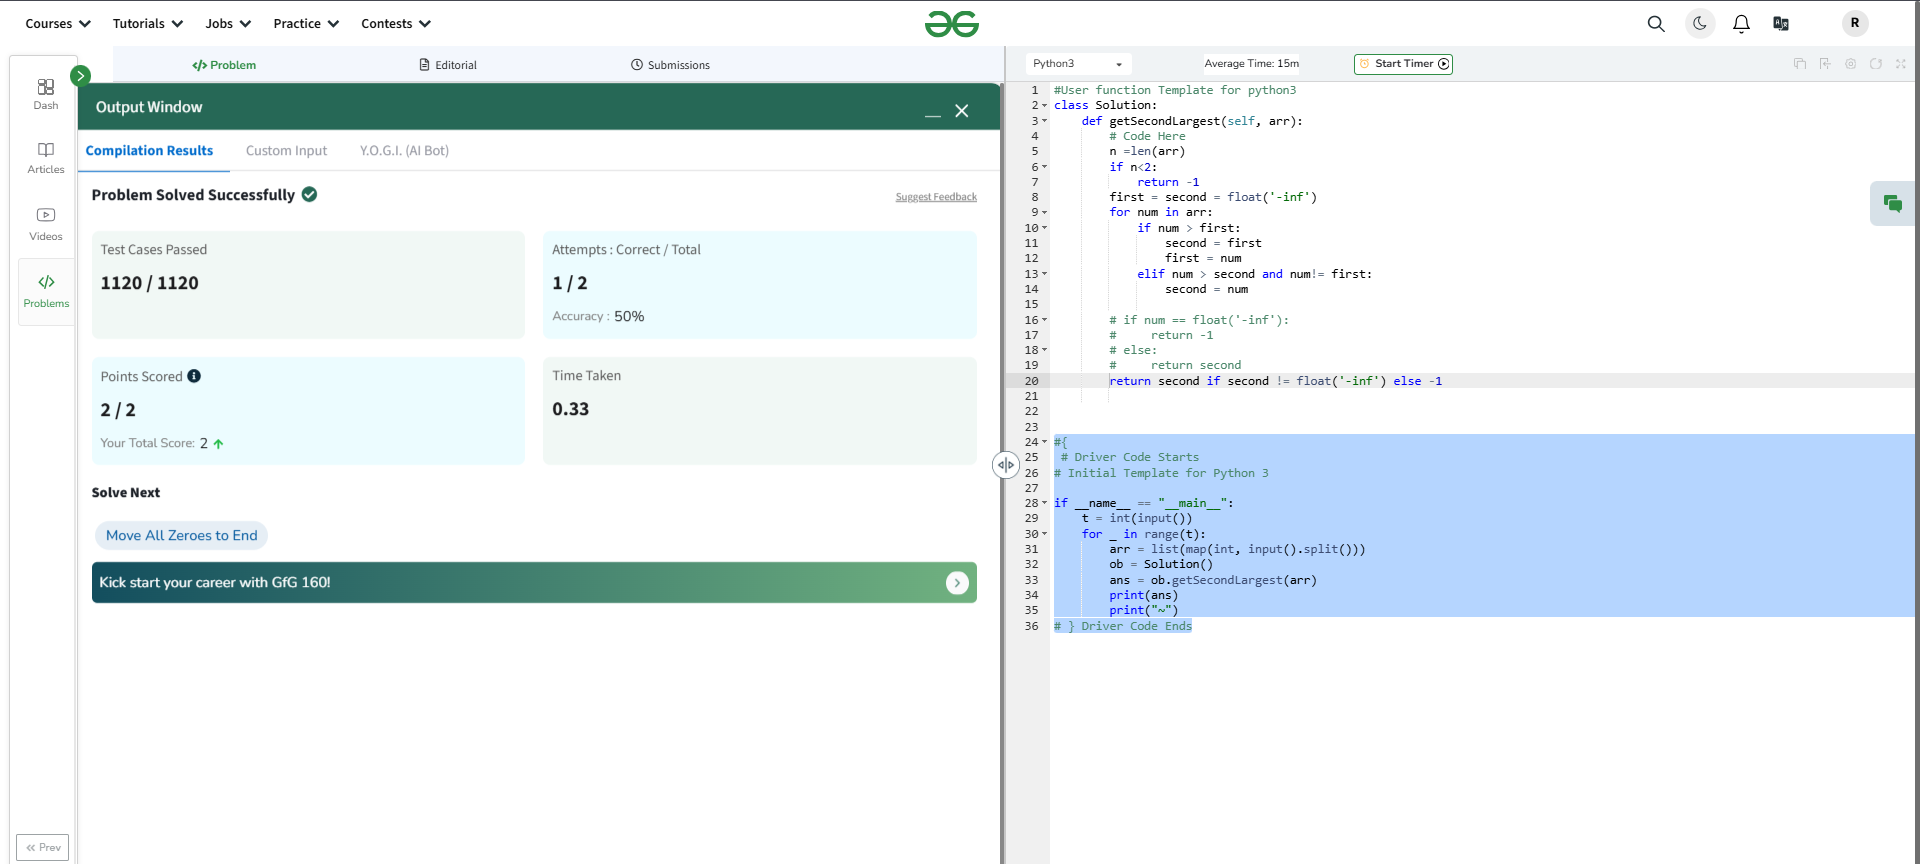 Courses Tutorials Jobs Practice Contests
R
Dash
Articles
Videos
Problems
Prev
Problem Editorial Submissions
Output Window
Compilation Results Custom Input Y.O.G.I. (AI Bot)
Problem Solved Successfully
Suggest Feedback
Test Cases Passed
1120 / 1120
Attempts : Correct / Total
1 / 2
Accuracy : 50%
Points Scored
2 / 2
Your Total Score: 2
Time Taken
0.33
Solve Next
Move All Zeroes to End
Kick start your career with GfG 160!
Python3 Average Time: 15m Start Timer
1 #User function Template for python3
2 class Solution:
3     def getSecondLargest(self, arr):
4         # Code Here
5         n =len(arr)
6         if n<2:
7             return -1
8         first = second = float('-inf')
9         for num in arr:
10             if num > first:
11                 second = first
12                 first = num
13             elif num > second and num!= first:
14                 second = num
15
16         # if num == float('-inf'):
17         #     return -1
18         # else:
19         #     return second
20         return second if second != float('-inf') else -1
21
22
23
24 #{
25  # Driver Code Starts
26 # Initial Template for Python 3
27
28 if __name__ == "__main__":
29     t = int(input())
30     for _ in range(t):
31         arr = list(map(int, input().split()))
32         ob = Solution()
33         ans = ob.getSecondLargest(arr)
34         print(ans)
35         print("~")
36 # } Driver Code Ends